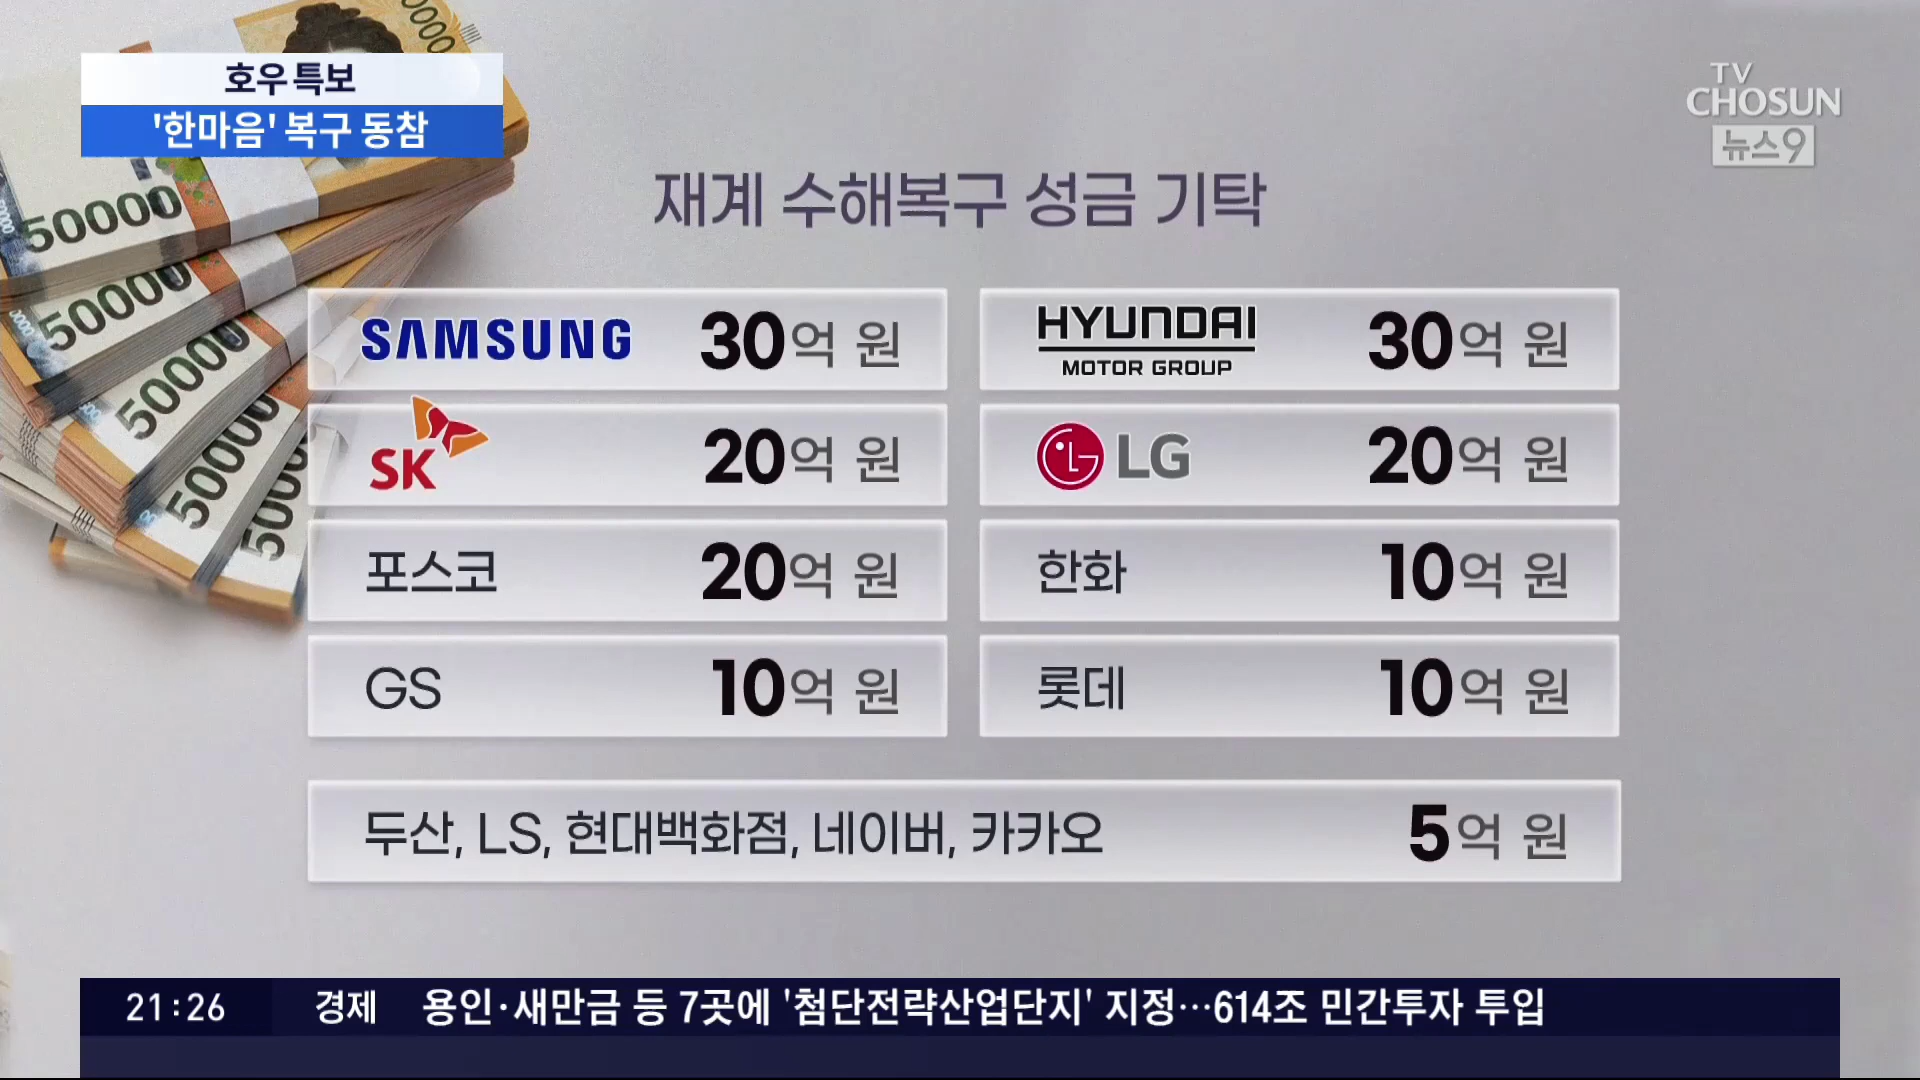 호우 특보
'한마음' 복구 동참
TV
CHOSUN
뉴스9
재계 수해복구 성금 기탁
SAMSUNG 30억 원
HYUNDAI
MOTOR GROUP 30억 원
SK 20억 원
LG 20억 원
포스코 20억 원
한화 10억 원
GS 10억 원
롯데 10억 원
두산, LS, 현대백화점, 네이버, 카카오 5억 원
50000
50000
50000
50000
21:26 경제 용인·새만금 등 7곳에 '첨단전략산업단지' 지정…614조 민간투자 투입